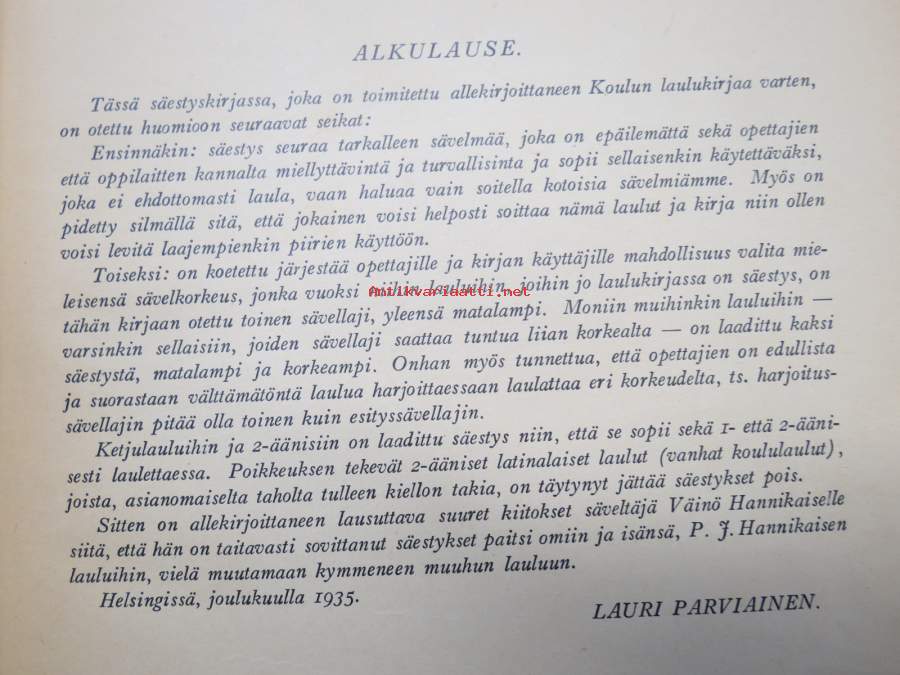 ALKULAUSE.
Tässä säestyskirjassa, joka on toimitettu allekirjoittaneen Koulun laulukirjaa varten,
on otettu huomioon seuraavat seikat:
Ensinnäkin: säestys seuraa tarkalleen sävelmää, joka on epäilemättä sekä opettajien
että oppilaitten kannalta miellyttävintä ja turvallisinta ja sopii sellaisenkin käytettäväksi,
joka ei ehdottomasti laula, vaan haluaa vain soitella kotoisia sävelmiämme. Myös on
pidetty silmällä sitä, että jokainen voisi helposti soittaa nämä laulut ja kirja niin ollen
voisi levitä laajempienkin piirien käyttöön.
Toiseksi: on koetettu järjestää opettajille ja kirjan käyttäjille mahdollisuus valita mie-
leisensä sävelkorkeus, jonka vuoksi niihin lauluihin, joihin jo laulukirjassa on säestys, on
Antikvariaatti.net
tähän kirjaan otettu toinen sävellaji, yleensä matalampi. Moniin muihinkin lauluihin —
varsinkin sellaisiin, joiden sävellaji saattaa tuntua liian korkealta — on laadittu kaksi
säestystä, matalampi ja korkeampi. Onhan myös tunnettua, että opettajien on edullista
ja suorastaan välttämätöntä laulua harjoittaessaan laulattaa eri korkeudelta, ts. harjoitus-
sävellajin pitää olla toinen kuin esityssävellajin.
Ketjulauluihin ja 2-äänisiin on laadittu säestys niin, että se sopii sekä 1- että 2-ääni-
sesti laulettaessa. Poikkeuksen tekevät 2-ääniset latinalaiset laulut (vanhat koululaulut),
joista, asianomaiselta taholta tulleen kiellon takia, on täytynyt jättää säestykset pois.
Sitten on allekirjoittaneen lausuttava suuret kiitokset säveltäjä Väinö Hannikaiselle
siitä, että hän on taitavasti sovittanut säestykset paitsi omiin ja isänsä, P. J. Hannikaisen
lauluihin, vielä muutamaan kymmeneen muuhun lauluun.
Helsingissä, joulukuulla 1935.
LAURI PARVIAINEN.